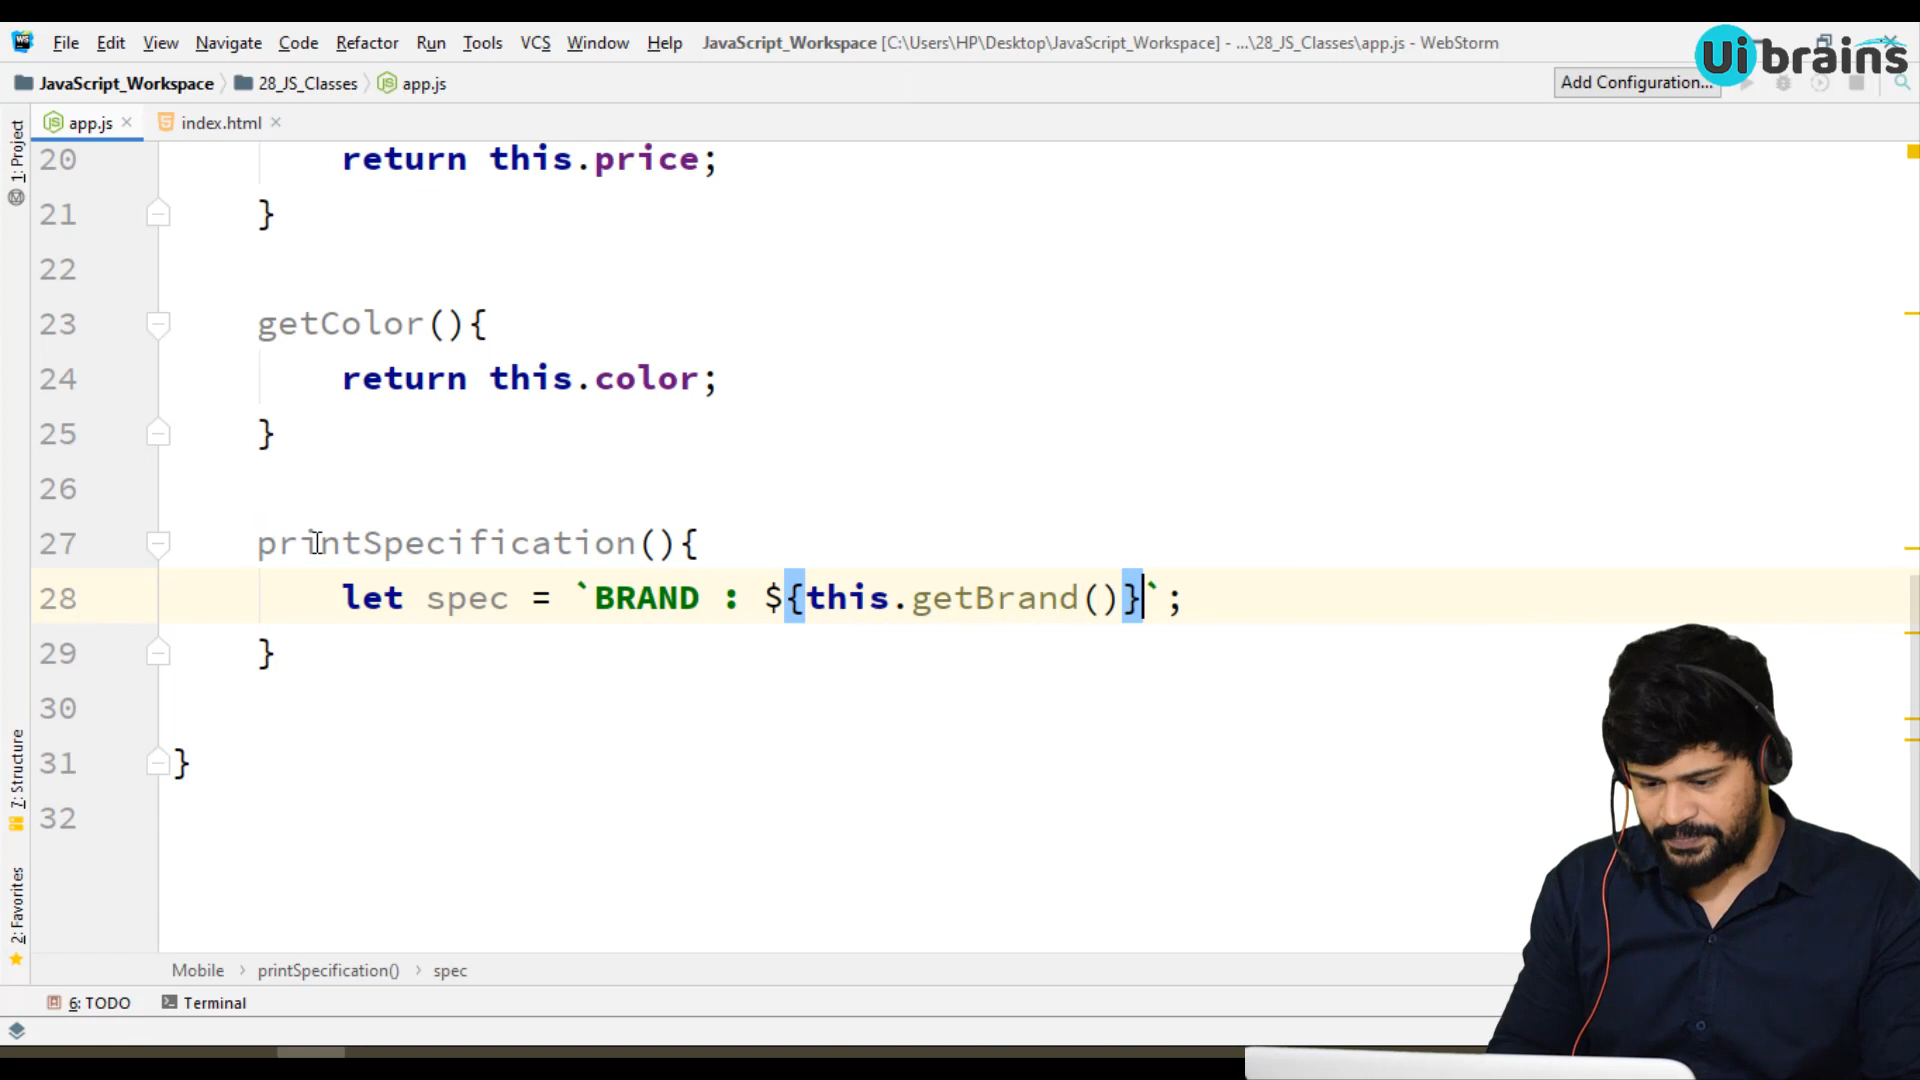 File Edit View Navigate Code Refactor Run Tools VCS Window Help JavaScript_Workspace [C:\Users\HP\Desktop\JavaScript_Workspace] - ...\28_JS_Classes\app.js - WebStorm
Ui brains
JavaScript_Workspace 28_JS_Classes app.js
Add Configuration...
app.js index.html
1: Project
20 return this.price;
21 }
22
23 getColor(){
24 return this.color;
25 }
26
27 printSpecification(){
28 let spec = `BRAND : ${this.getBrand()}`;
29 }
30
31 }
32
7: Structure
2: Favorites
Mobile printSpecification() spec
6: TODO Terminal